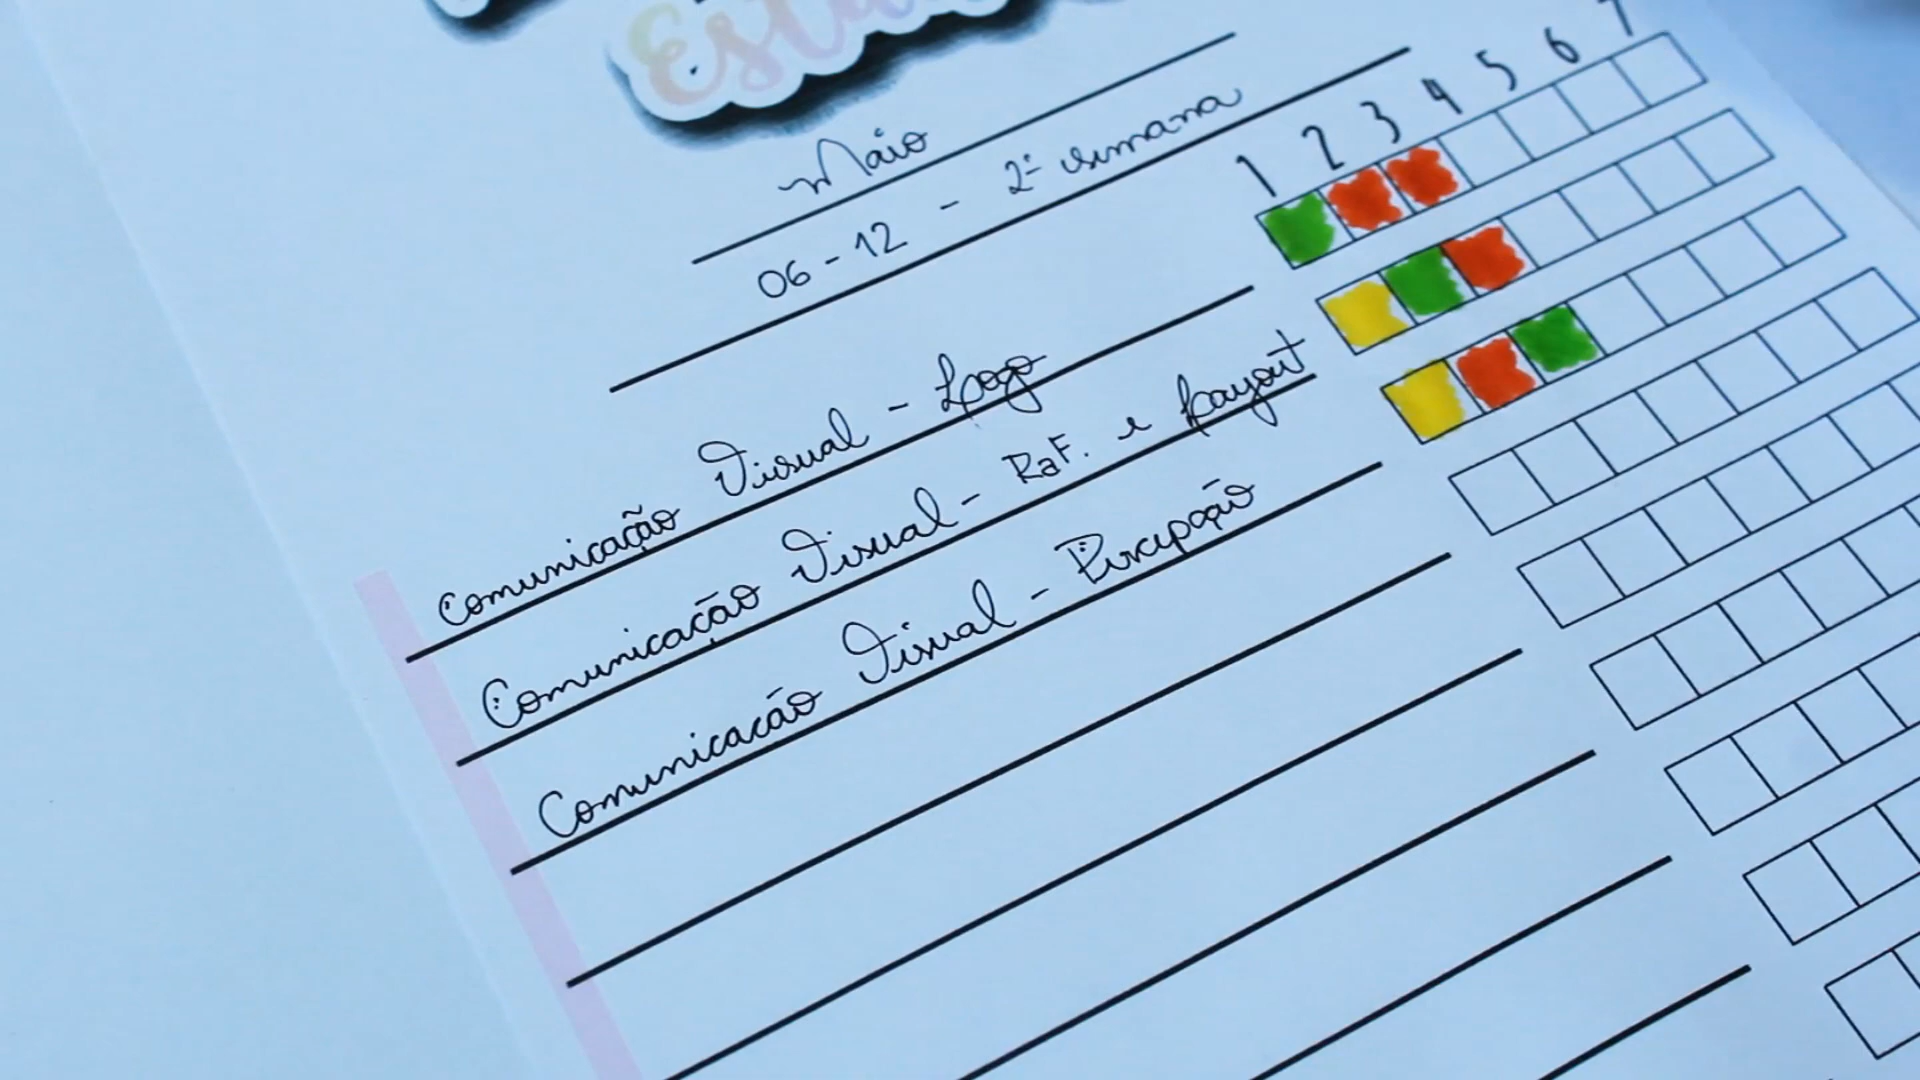 Maio
06 - 12 - 2ª semana
1 2 3 4 5 6 7
Comunicação Visual - Logo
Comunicação Visual - Raf. e Layout
Comunicacão Visual - Percepção